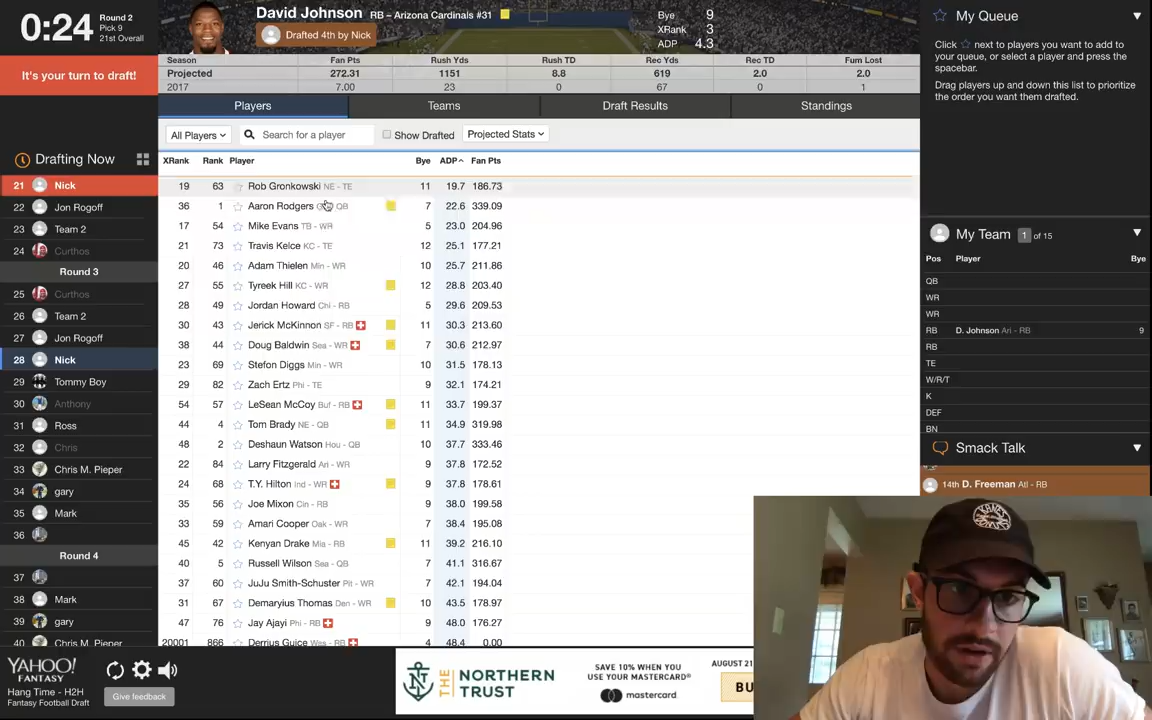 0:24
Round 2
Pick 9
21st Overall
It's your turn to draft!
David Johnson RB – Arizona Cardinals #31
Drafted 4th by Nick
Bye 9
XRank 3
ADP 4.3
Season Fan Pts Rush Yds Rush TD Rec Yds Rec TD Fum Lost
Projected 272.31 1151 8.8 619 2.0 2.0
2017 7.00 23 0 67 0 1
Players Teams Draft Results Standings
All Players Search for a player Show Drafted Projected Stats
XRank Rank Player Bye ADP Fan Pts
19 63 Rob Gronkowski NE - TE 11 19.7 186.73
36 1 Aaron Rodgers QB 7 22.6 339.09
17 54 Mike Evans TB - WR 5 23.0 204.96
21 73 Travis Kelce KC - TE 12 25.1 177.21
20 46 Adam Thielen Min - WR 10 25.7 211.86
27 55 Tyreek Hill KC - WR 12 28.8 203.40
28 49 Jordan Howard Chi - RB 5 29.6 209.53
30 43 Jerick McKinnon SF - RB 11 30.3 213.60
38 44 Doug Baldwin Sea - WR 7 30.6 212.97
23 69 Stefon Diggs Min - WR 10 31.5 178.13
29 82 Zach Ertz Phi - TE 9 32.1 174.21
54 57 LeSean McCoy Buf - RB 11 33.7 199.37
44 4 Tom Brady NE - QB 11 34.9 319.98
48 2 Deshaun Watson Hou - QB 10 37.7 333.46
22 84 Larry Fitzgerald Ari - WR 9 37.8 172.52
24 68 T.Y. Hilton Ind - WR 9 37.8 178.61
35 56 Joe Mixon Cin - RB 9 38.0 199.58
33 59 Amari Cooper Oak - WR 7 38.4 195.08
45 42 Kenyan Drake Mia - RB 11 39.2 216.10
40 5 Russell Wilson Sea - QB 7 41.1 316.67
37 60 JuJu Smith-Schuster Pit - WR 7 42.1 194.04
31 67 Demaryius Thomas Den - WR 10 43.5 178.97
47 76 Jay Ajayi Phi - RB 9 48.0 176.27
20001 866 Derrius Guice Was - RB 4 48.4 0.00
Drafting Now
21 Nick
22 Jon Rogoff
23 Team 2
24 Curthos
Round 3
25 Curthos
26 Team 2
27 Jon Rogoff
28 Nick
29 Tommy Boy
30 Anthony
31 Ross
32 Chris
33 Chris M. Pieper
34 gary
35 Mark
36
Round 4
37
38 Mark
39 gary
40 Chris M. Pieper
YAHOO!
FANTASY
Hang Time - H2H
Fantasy Football Draft
Give feedback
THE NORTHERN TRUST
SAVE 10% WHEN YOU
USE YOUR MASTERCARD®
mastercard.
AUGUST 21
BU
My Queue
Click next to players you want to add to
your queue, or select a player and press the
spacebar.
Drag players up and down this list to prioritize
the order you want them drafted.
My Team 1 of 15
Pos Player Bye
QB
WR
WR
RB D. Johnson Ari - RB 9
RB
TE
W/R/T
K
DEF
BN
Smack Talk
14th D. Freeman Atl - RB